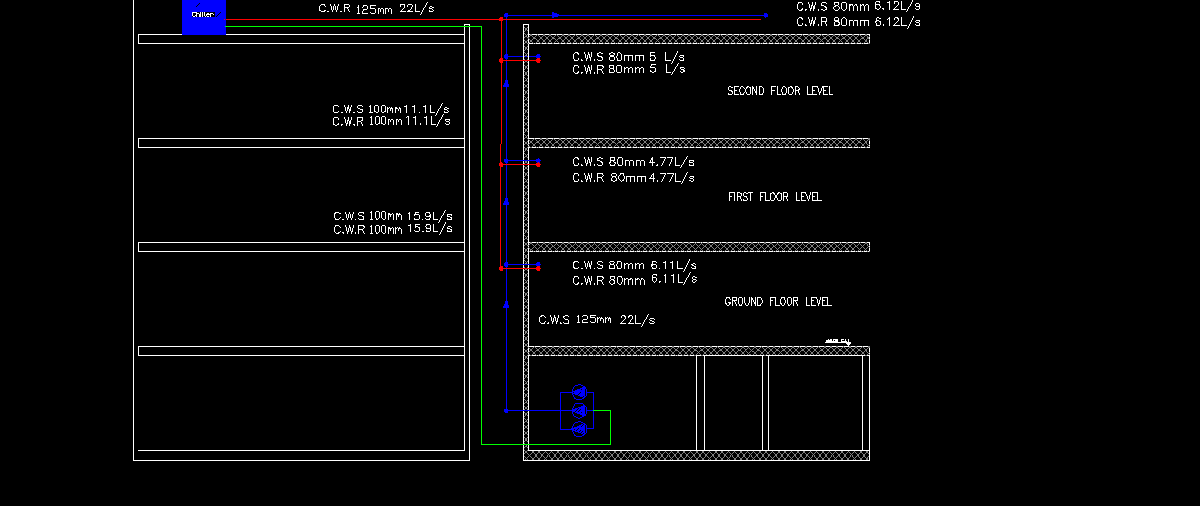 Chiller
C.W.R 125mm 22L/s
C.W.S 80mm 6.12L/s
C.W.R 80mm 6.12L/s
C.W.S 80mm 5 L/s
C.W.R 80mm 5 L/s
SECOND FLOOR LEVEL
C.W.S 100mm 11.1L/s
C.W.R 100mm 11.1L/s
C.W.S 80mm 4.77L/s
C.W.R 80mm 4.77L/s
FIRST FLOOR LEVEL
C.W.S 100mm 15.9L/s
C.W.R 100mm 15.9L/s
C.W.S 80mm 6.11L/s
C.W.R 80mm 6.11L/s
GROUND FLOOR LEVEL
C.W.S 125mm 22L/s